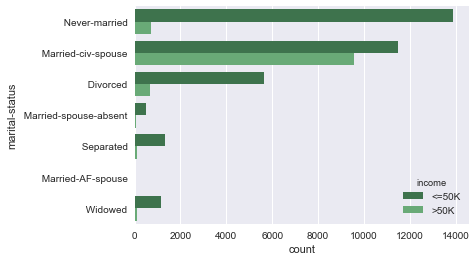 marital-status
Never-married
Married-civ-spouse
Divorced
Married-spouse-absent
Separated
Married-AF-spouse
Widowed
income
<=50K
>50K
0 2000 4000 6000 8000 10000 12000 14000
count